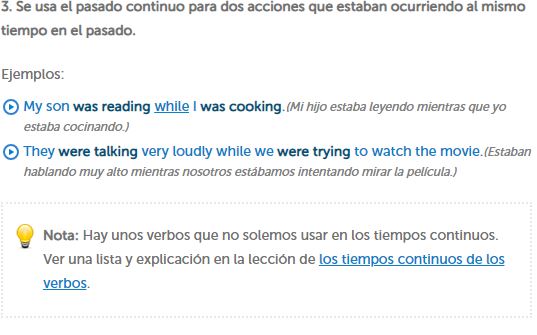 3. Se usa el pasado continuo para dos acciones que estaban ocurriendo al mismo
tiempo en el pasado.
Ejemplos:
My son was reading while I was cooking.(Mi hijo estaba leyendo mientras que yo
estaba cocinando.)
They were talking very loudly while we were trying to watch the movie.(Estaban
hablando muy alto mientras nosotros estábamos intentando mirar la película.)
Nota: Hay unos verbos que no solemos usar en los tiempos continuos.
Ver una lista y explicación en la lección de los tiempos continuos de los
verbos.